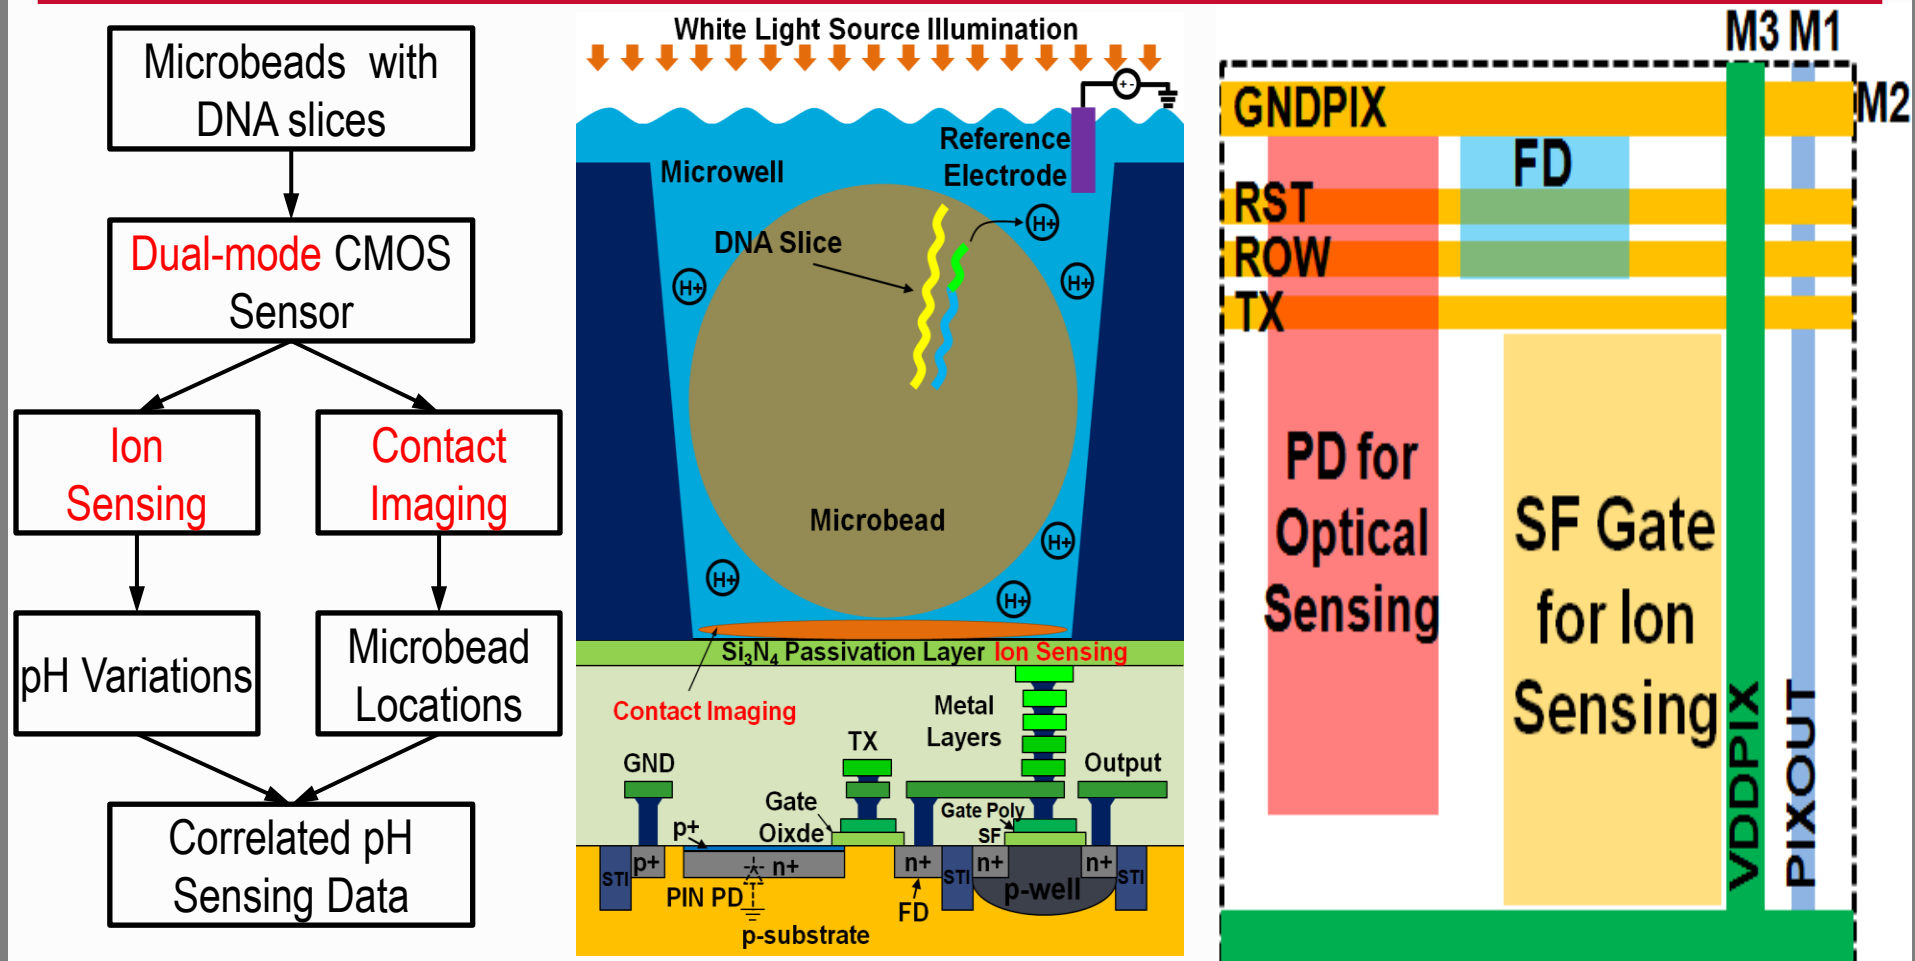 Microbeads with
DNA slices
Dual-mode CMOS
Sensor
Ion
Sensing
Contact
Imaging
pH Variations
Microbead
Locations
Correlated pH
Sensing Data
White Light Source Illumination
+ -
Reference
Electrode
Microwell
H+
DNA Slice
H+
H+
Microbead
H+
H+
H+
Si₃N₄ Passivation Layer Ion Sensing
Contact Imaging
Metal
Layers
TX
GND
Output
Gate
Oixde
Gate Poly
SF
p+
p+
n+
n+
n+
n+
STI
STI
STI
PIN PD
FD
p-well
p-substrate
M3 M1
M2
GNDPIX
FD
RST
ROW
TX
PD for
Optical
Sensing
SF Gate
for Ion
Sensing
VDDPIX
PIXOUT